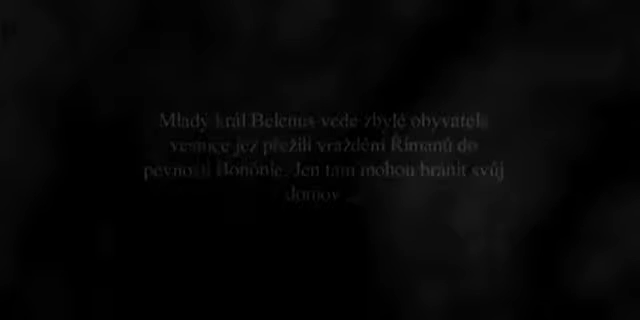 Mladý král Belenus vede zbylé obyvatele
vesnice jež přežili vraždění Římanů do
pevnosti Bonónie. Jen tam mohou bránit svůj
domov